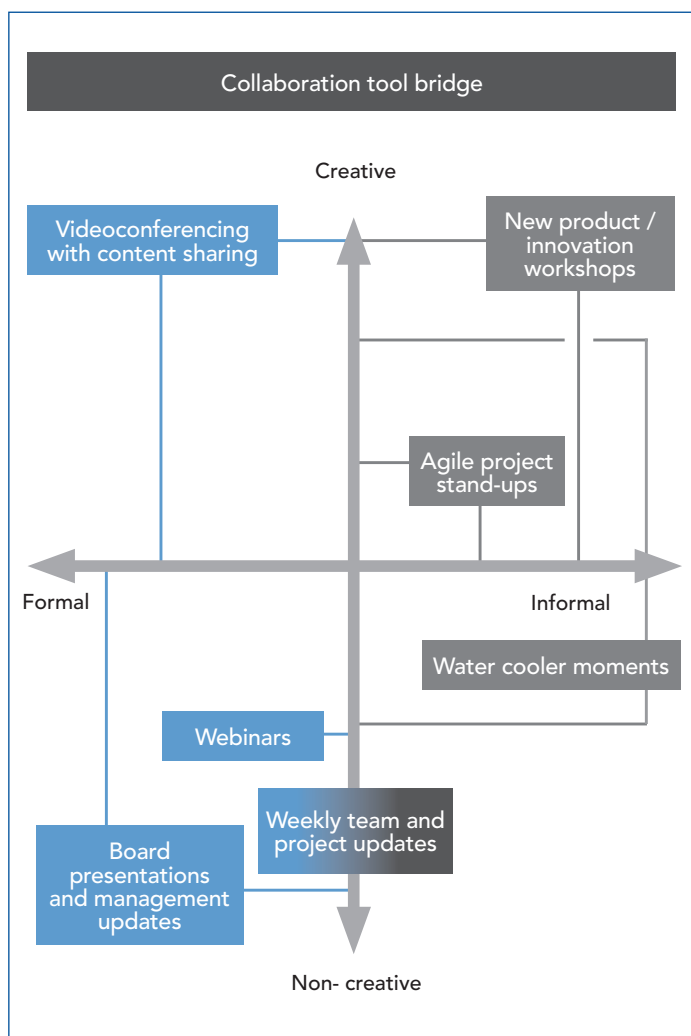 Collaboration tool bridge
Creative
Videoconferencing
with content sharing
New product /
innovation
workshops
Agile project
stand-ups
Formal
Informal
Water cooler moments
Webinars
Weekly team and
project updates
Board
presentations
and management
updates
Non- creative